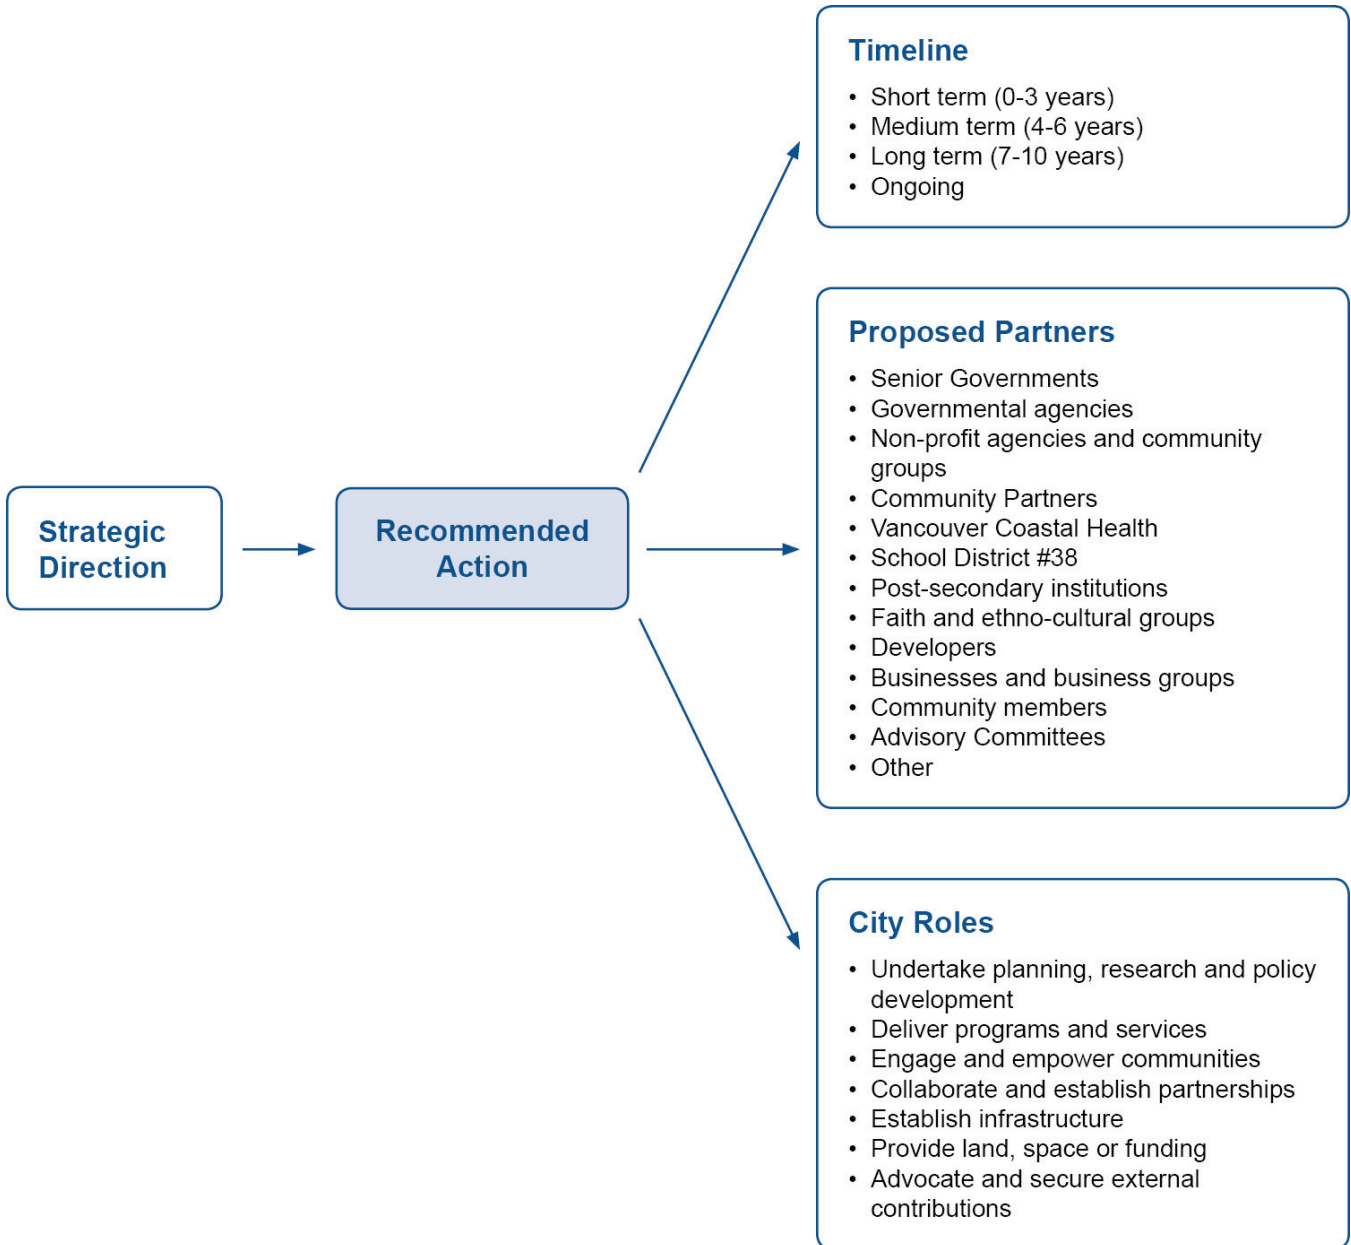 Timeline
• Short term (0-3 years)
• Medium term (4-6 years)
• Long term (7-10 years)
• Ongoing
Proposed Partners
• Senior Governments
• Governmental agencies
• Non-profit agencies and community
groups
• Community Partners
• Vancouver Coastal Health
• School District #38
• Post-secondary institutions
• Faith and ethno-cultural groups
• Developers
• Businesses and business groups
• Community members
• Advisory Committees
• Other
Strategic
Direction
Recommended
Action
City Roles
• Undertake planning, research and policy
development
• Deliver programs and services
• Engage and empower communities
• Collaborate and establish partnerships
• Establish infrastructure
• Provide land, space or funding
• Advocate and secure external
contributions